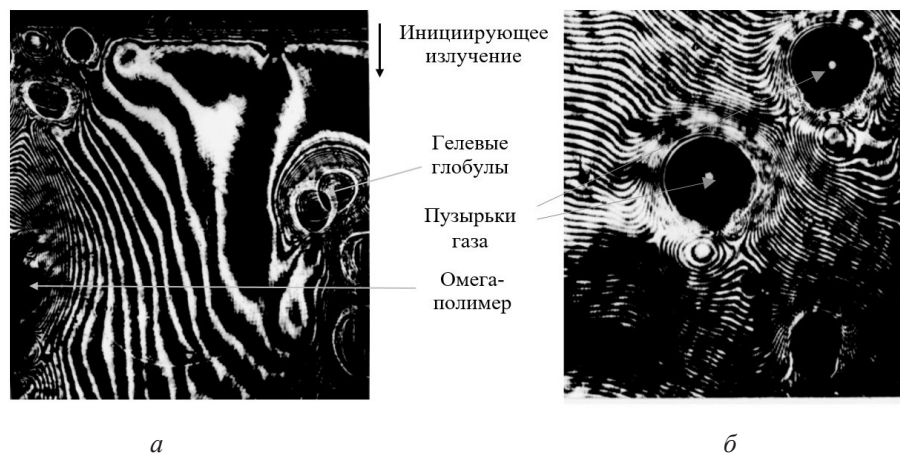 Инициирующее
излучение
Гелевые
глобулы
Пузырьки
газа
Омега-
полимер
а
б